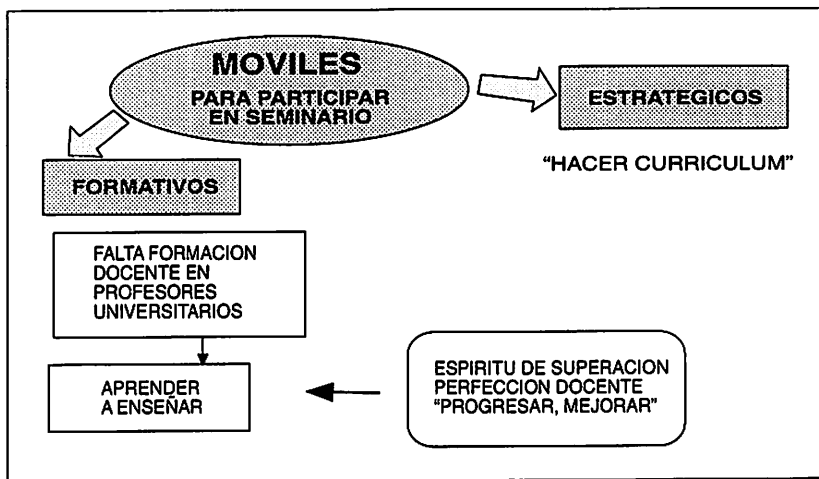 MOVILES
PARA PARTICIPAR
EN SEMINARIO
ESTRATEGICOS
"HACER CURRICULUM"
FORMATIVOS
FALTA FORMACION
DOCENTE EN
PROFESORES
UNIVERSITARIOS
APRENDER
A ENSEÑAR
ESPIRITU DE SUPERACION
PERFECCION DOCENTE
"PROGRESAR, MEJORAR"